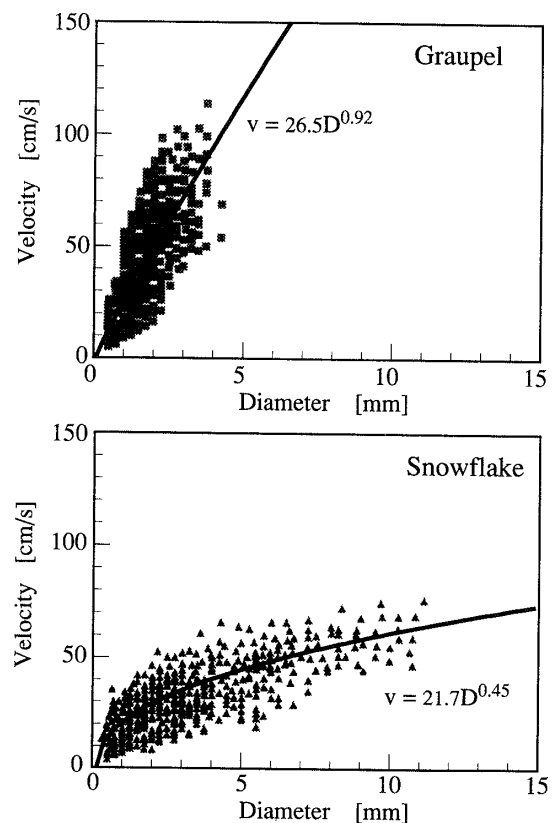 150
Graupel
v = 26.5D^0.92
100
50
0
Velocity [cm/s]
0 5 10 15
Diameter [mm]
150
Snowflake
100
50
v = 21.7D^0.45
0
Velocity [cm/s]
0 5 10 15
Diameter [mm]